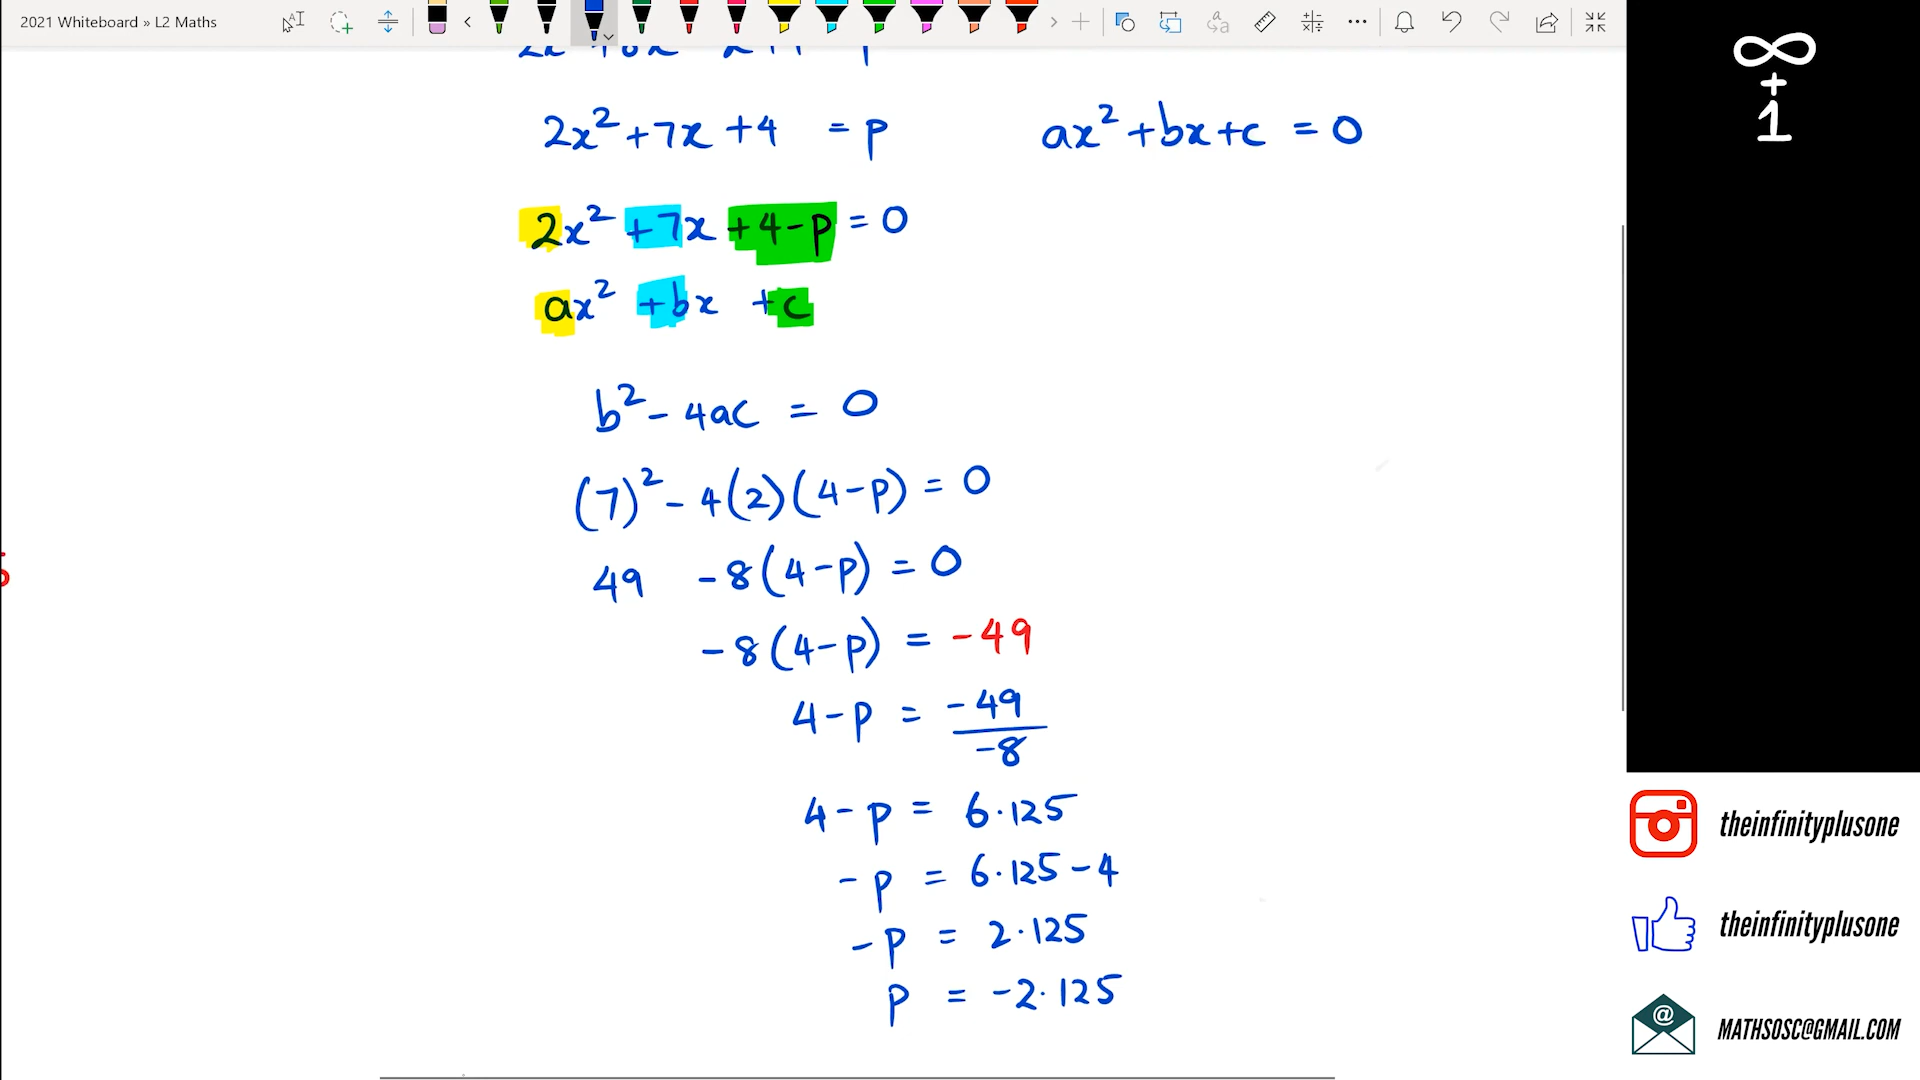 2021 Whiteboard » L2 Maths
2x² + 7x + 4 = p
ax² + bx + c = 0
2x² + 7x + 4 - p = 0
ax² + bx + c
b² - 4ac = 0
(7)² - 4(2)(4-p) = 0
49 - 8(4-p) = 0
-8(4-p) = -49
4-p = -49/-8
4-p = 6.125
-p = 6.125 - 4
-p = 2.125
p = -2.125
∞
+
1
theinfinityplusone
theinfinityplusone
MATHSOSC@GMAIL.COM